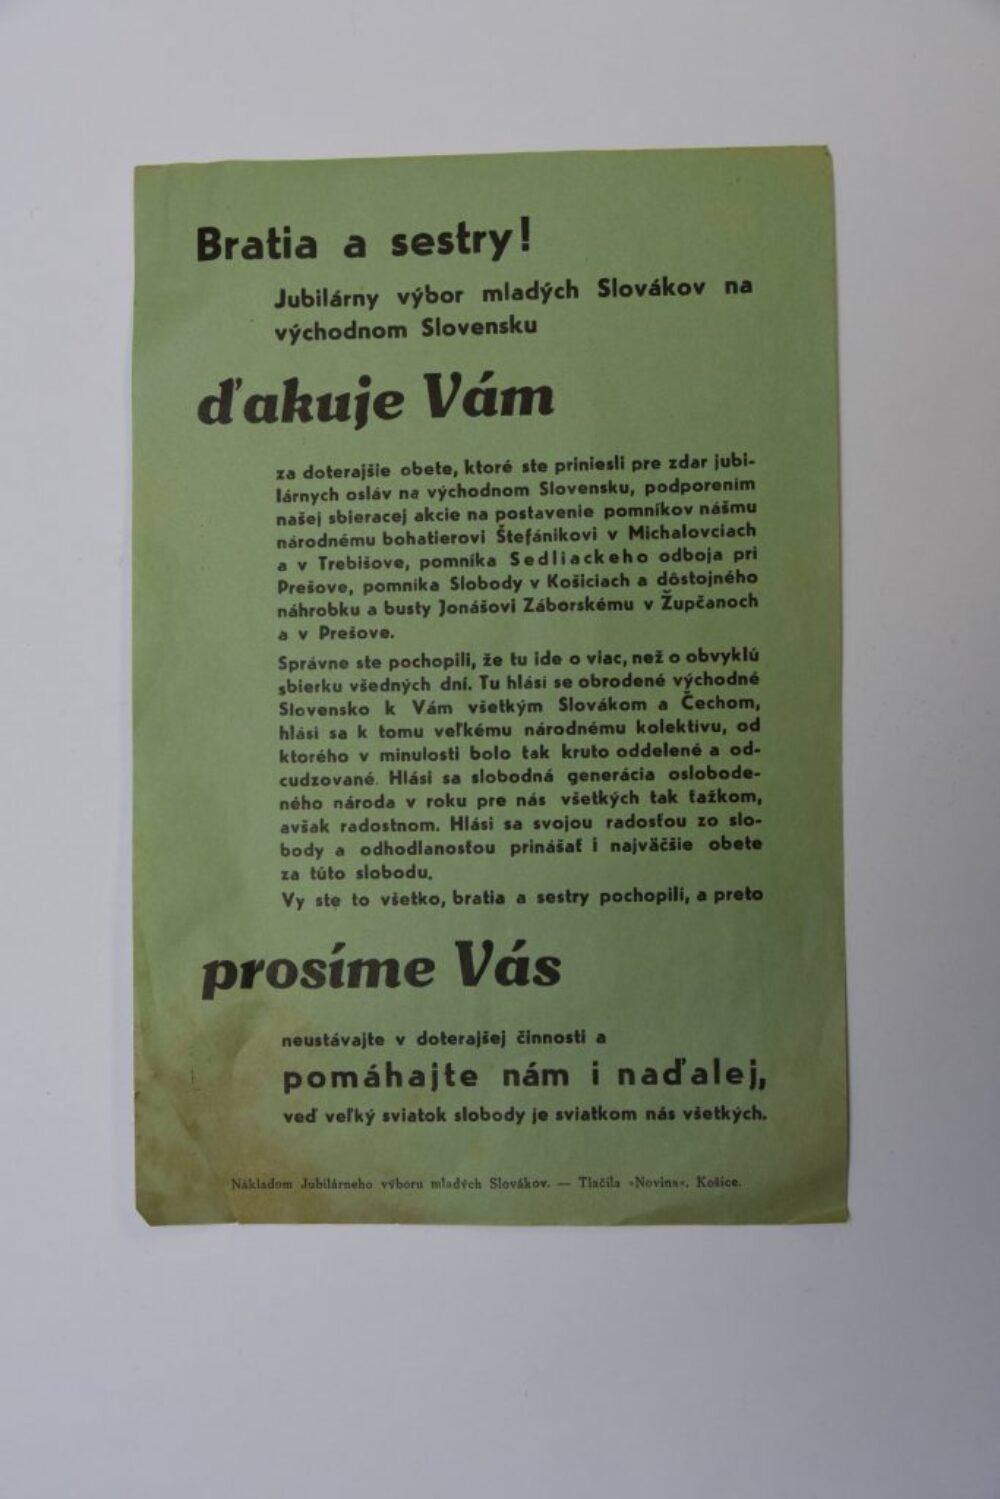 Bratia a sestry!
Jubilárny výbor mladých Slovákov na
východnom Slovensku
ďakuje Vám
za doterajšie obete, ktoré ste priniesli pre zdar jubi-
lárnych osláv na východnom Slovensku, podporením
našej sbieracej akcie na postavenie pomníkov nášmu
národnému bohatierovi Štefánikovi v Michalovciach
a v Trebišove, pomníka Sedliackeho odboja pri
Prešove, pomníka Slobody v Košiciach a dôstojného
náhrobku a busty Jonášovi Záborskému v Župčanoch
a v Prešove.
Správne ste pochopili, že tu ide o viac, než o obvyklú
sbierku všedných dní. Tu hlási se obrodené východné
Slovensko k Vám všetkým Slovákom a Čechom,
hlási sa k tomu veľkému národnému kolektívu, od
ktorého v minulosti bolo tak kruto oddelené a od-
cudzované. Hlási sa slobodná generácia oslobode-
ného národa v roku pre nás všetkých tak ťažkom,
avšak radostnom. Hlási sa svojou radosťou zo slo-
body a odhodlanosťou prinášať i najväčšie obete
za túto slobodu.
Vy ste to všetko, bratia a sestry pochopili, a preto
prosíme Vás
neustávajte v doterajšej činnosti a
pomáhajte nám i naďalej,
veď veľký sviatok slobody je sviatkom nás všetkých.
Nákladom Jubilárneho výboru mladých Slovákov. — Tlačila »Novina«, Košice.